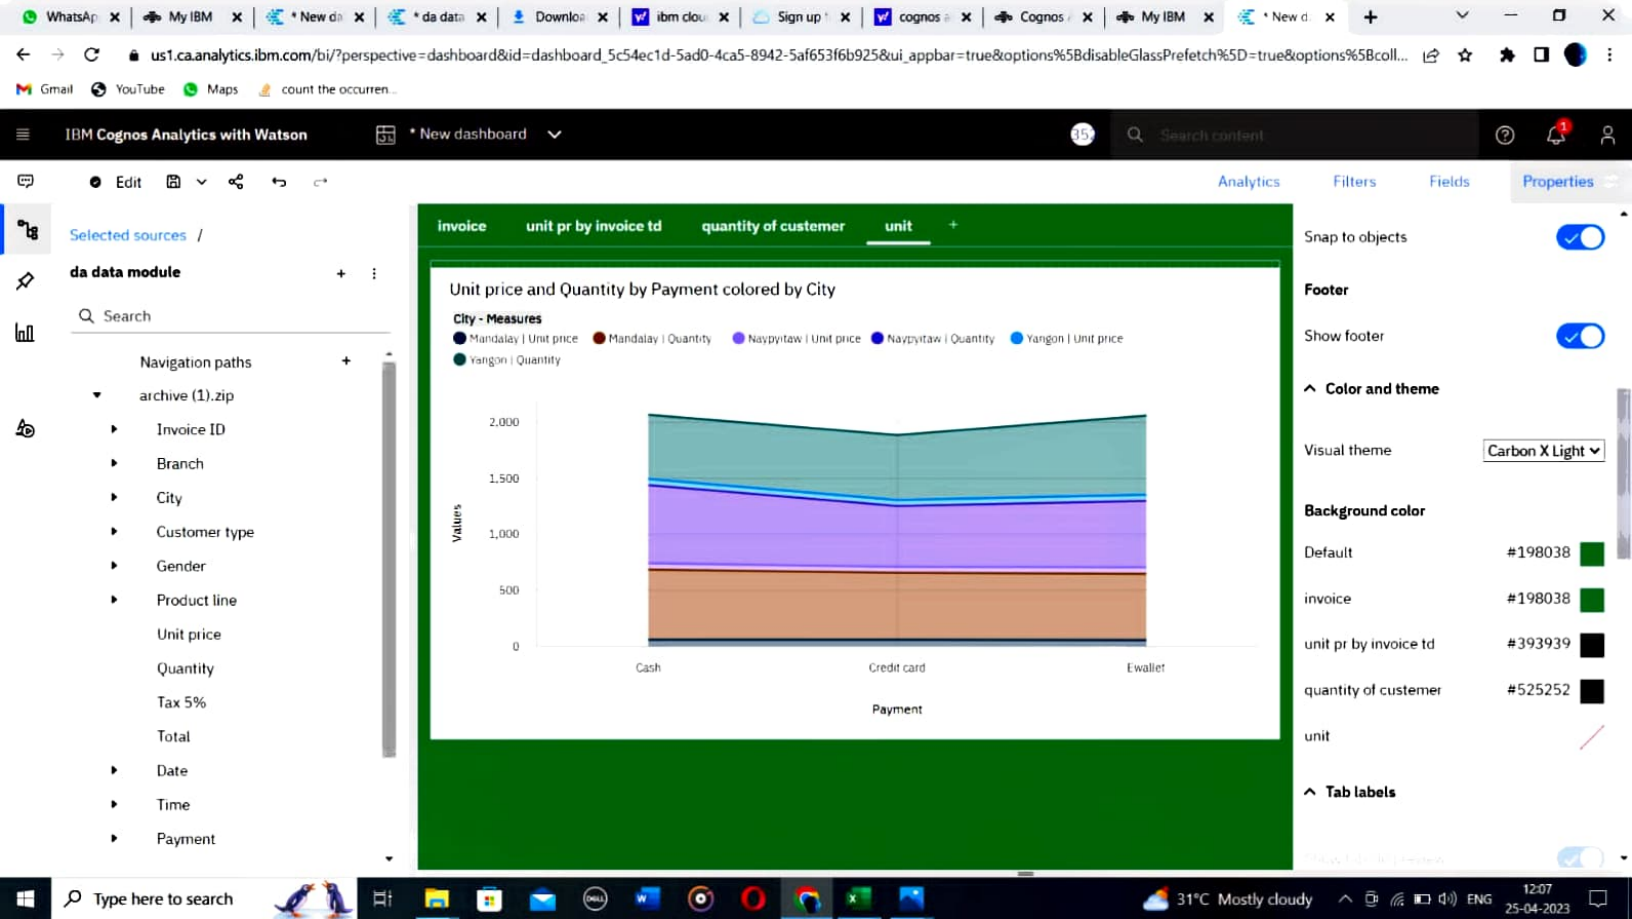 WhatsAp
My IBM
* New da
* da data
Downloa
ibm clou
Sign up t
cognos a
Cognos A
My IBM
* New d
us1.ca.analytics.ibm.com/bi/?perspective=dashboard&id=dashboard_5c54ec1d-5ad0-4ca5-8942-5af653f6b925&ui_appbar=true&options%5BdisableGlassPrefetch%5D=true&options%5Bcoll...
Gmail
YouTube
Maps
count the occurren...
IBM Cognos Analytics with Watson
* New dashboard
Search content
1
Edit
Analytics
Filters
Fields
Properties
Selected sources /
da data module
Search
Navigation paths
archive (1).zip
Invoice ID
Branch
City
Customer type
Gender
Product line
Unit price
Quantity
Tax 5%
Total
Date
Time
Payment
invoice
unit pr by invoice td
quantity of custemer
unit
Unit price and Quantity by Payment colored by City
City - Measures
Mandalay | Unit price
Mandalay | Quantity
Naypyitaw | Unit price
Naypyitaw | Quantity
Yangon | Unit price
Yangon | Quantity
2,000
1,500
1,000
500
0
Values
Cash
Credit card
Ewallet
Payment
Snap to objects
Footer
Show footer
Color and theme
Visual theme
Carbon X Light
Background color
Default #198038
invoice #198038
unit pr by invoice td #393939
quantity of custemer #525252
unit
Tab labels
Type here to search
DELL
31°C Mostly cloudy
ENG
12:07
25-04-2023